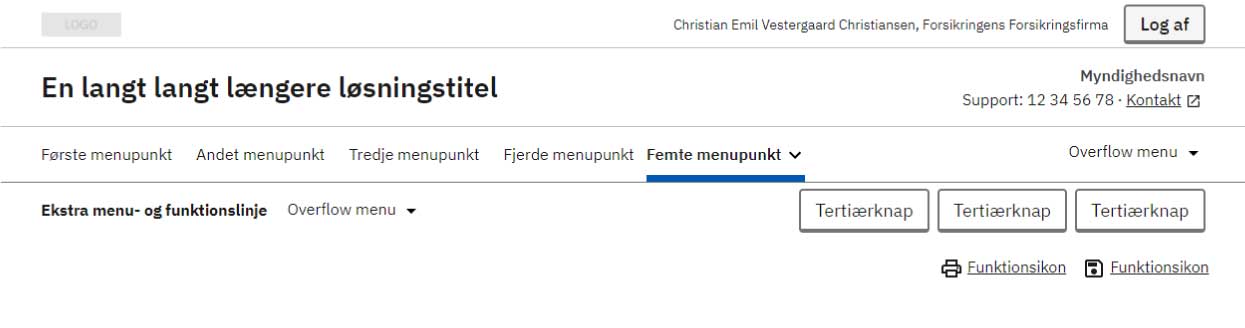 LOGO
Christian Emil Vestergaard Christiansen, Forsikringens Forsikringsfirma Log af
En langt langt længere løsningstitel
Myndighedsnavn
Support: 12 34 56 78 · Kontakt
Første menupunkt Andet menupunkt Tredje menupunkt Fjerde menupunkt Femte menupunkt Overflow menu
Ekstra menu- og funktionslinje Overflow menu Tertiærknap Tertiærknap Tertiærknap
Funktionsikon Funktionsikon